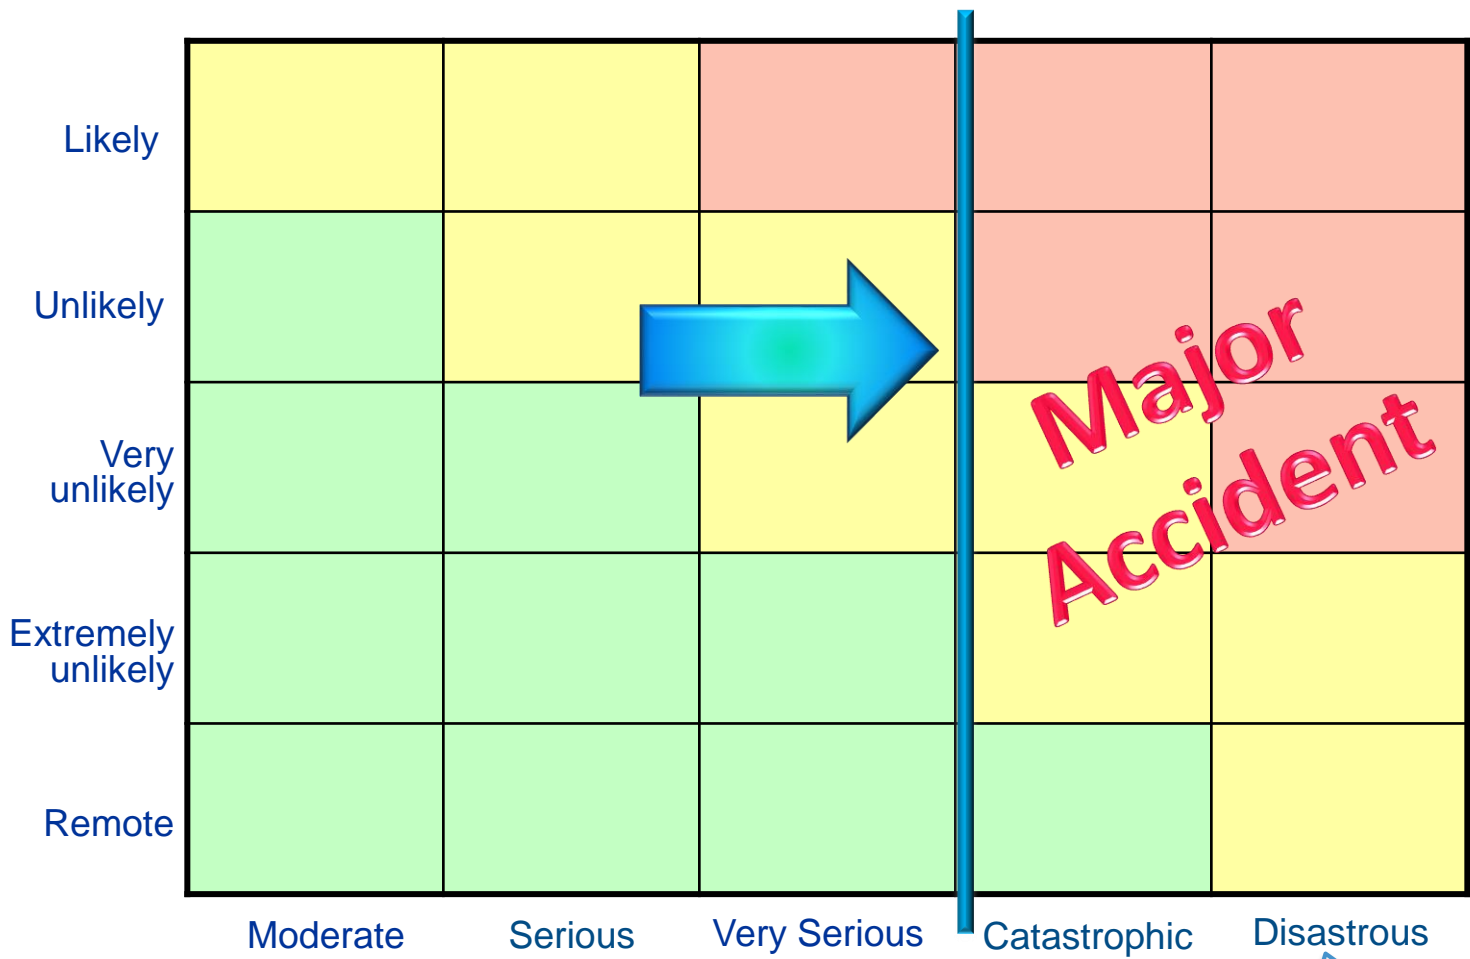 Likely
Unlikely
Major
Accident
Very
unlikely
Extremely
unlikely
Remote
Moderate
Serious
Very Serious
Catastrophic
Disastrous